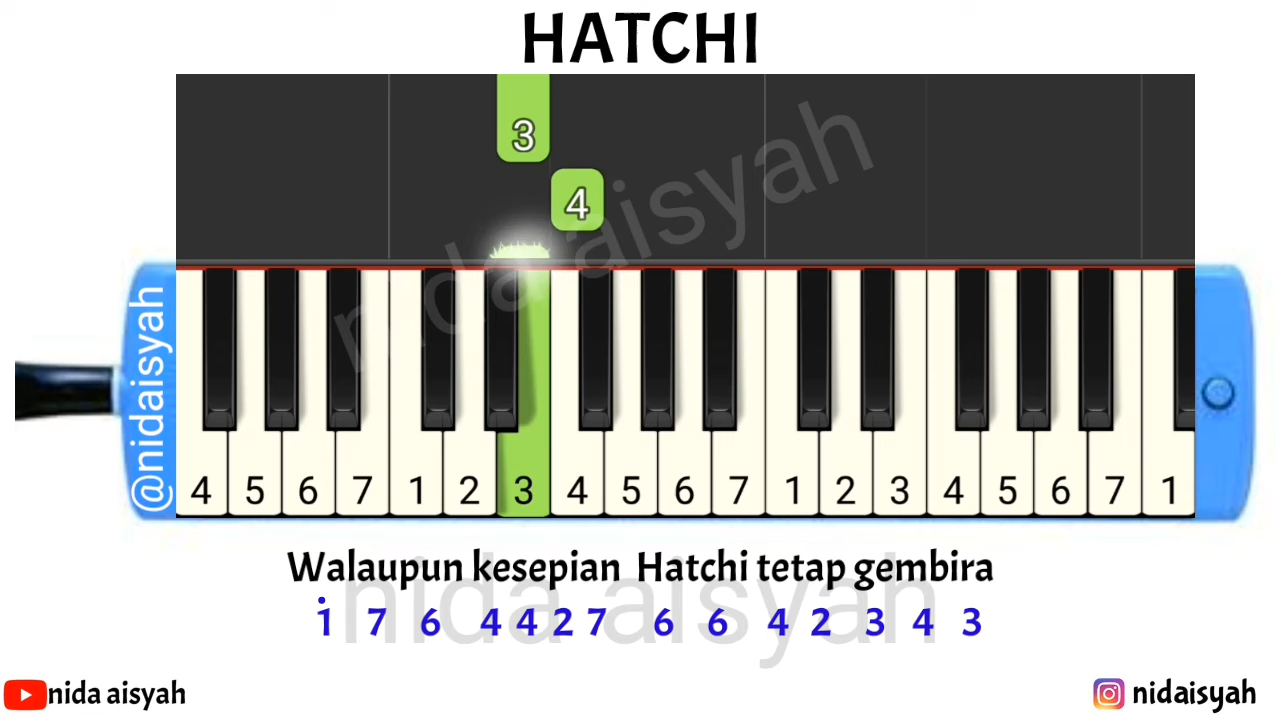 HATCHI
3
4
nida aisyah
@nidaisyah
4 5 6 7 1 2 3 4 5 6 7 1 2 3 4 5 6 7 1
Walaupun kesepian Hatchi tetap gembira
nida aisyah
i 7 6 4 4 2 7 6 6 4 2 3 4 3
nida aisyah
nidaisyah